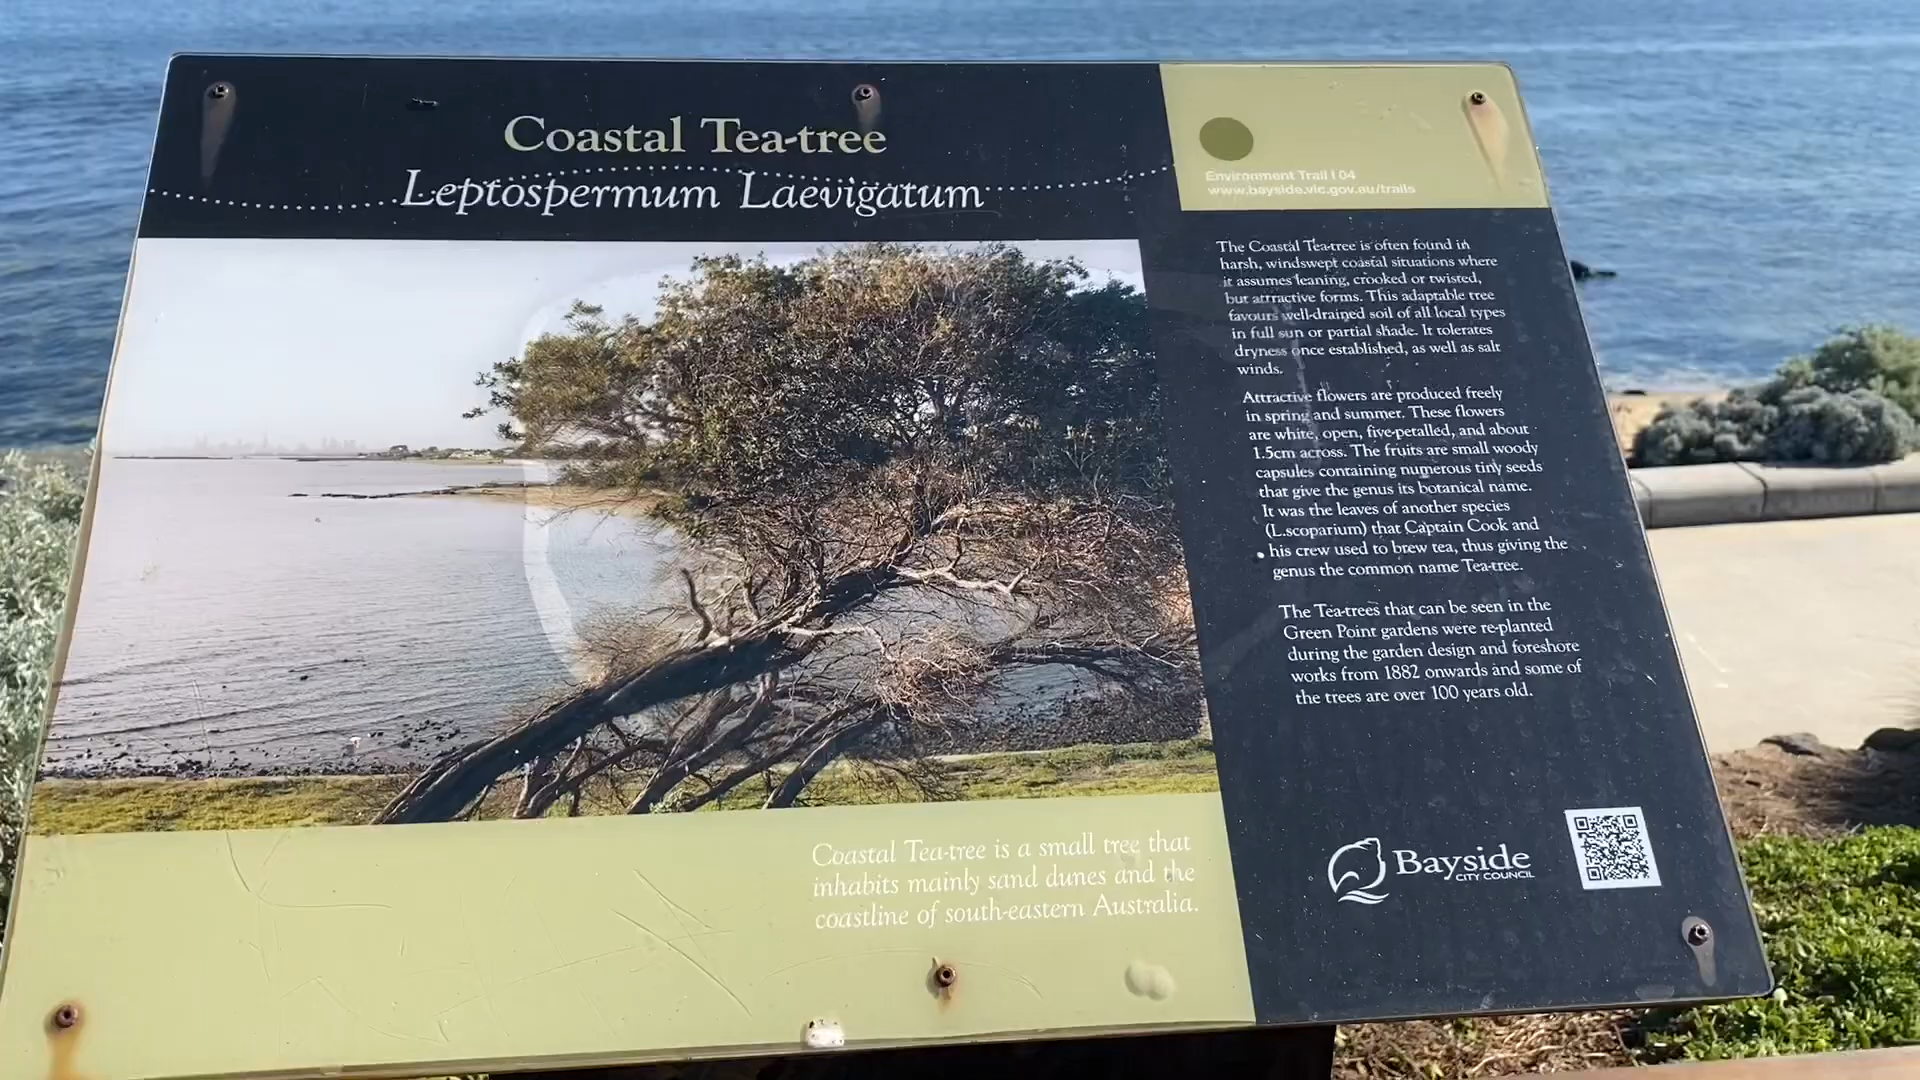 Coastal Tea-tree
Leptospermum Laevigatum
Environment Trail | 04
www.bayside.vic.gov.au/trails
The Coastal Tea-tree is often found in
harsh, windswept coastal situations where
it assumes leaning, crooked or twisted,
but attractive forms. This adaptable tree
favours well-drained soil of all local types
in full sun or partial shade. It tolerates
dryness once established, as well as salt
winds.
Attractive flowers are produced freely
in spring and summer. These flowers
are white, open, five-petalled, and about
1.5cm across. The fruits are small woody
capsules containing numerous tiny seeds
that give the genus its botanical name.
It was the leaves of another species
(L.scoparium) that Captain Cook and
his crew used to brew tea, thus giving the
genus the common name Tea-tree.
The Tea-trees that can be seen in the
Green Point gardens were re-planted
during the garden design and foreshore
works from 1882 onwards and some of
the trees are over 100 years old.
Coastal Tea-tree is a small tree that
inhabits mainly sand dunes and the
coastline of south-eastern Australia.
Bayside
CITY COUNCIL